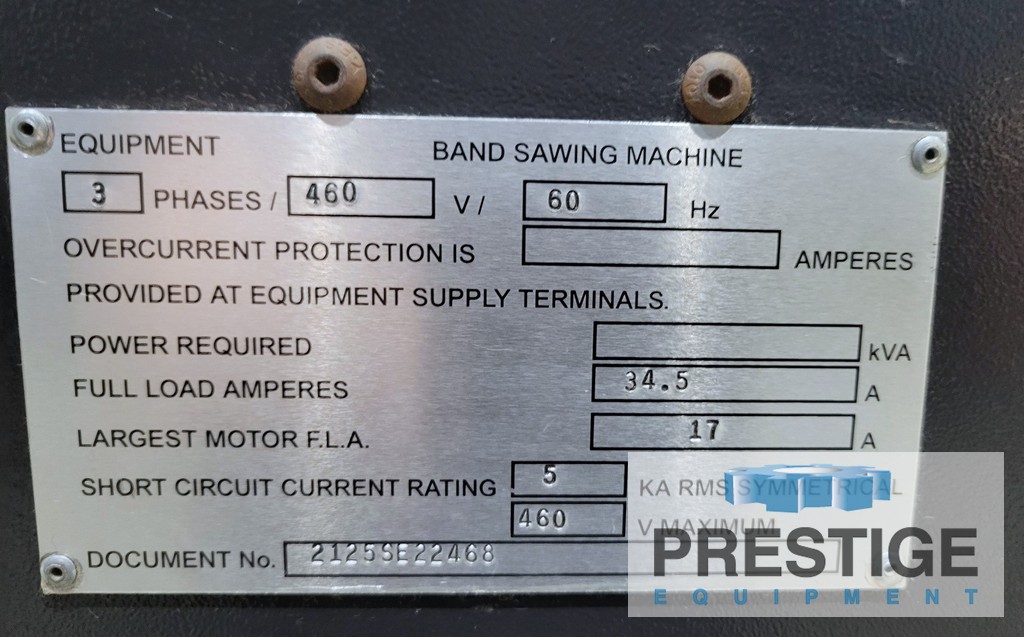 EQUIPMENT BAND SAWING MACHINE
3 PHASES / 460 V / 60 Hz
OVERCURRENT PROTECTION IS AMPERES
PROVIDED AT EQUIPMENT SUPPLY TERMINALS.
POWER REQUIRED kVA
FULL LOAD AMPERES 34.5 A
LARGEST MOTOR F.L.A. 17 A
SHORT CIRCUIT CURRENT RATING 5 KA RMS SYMMETRICAL
460 V MAXIMUM
DOCUMENT No. 2125SE22468
PRESTIGE
EQUIPMENT